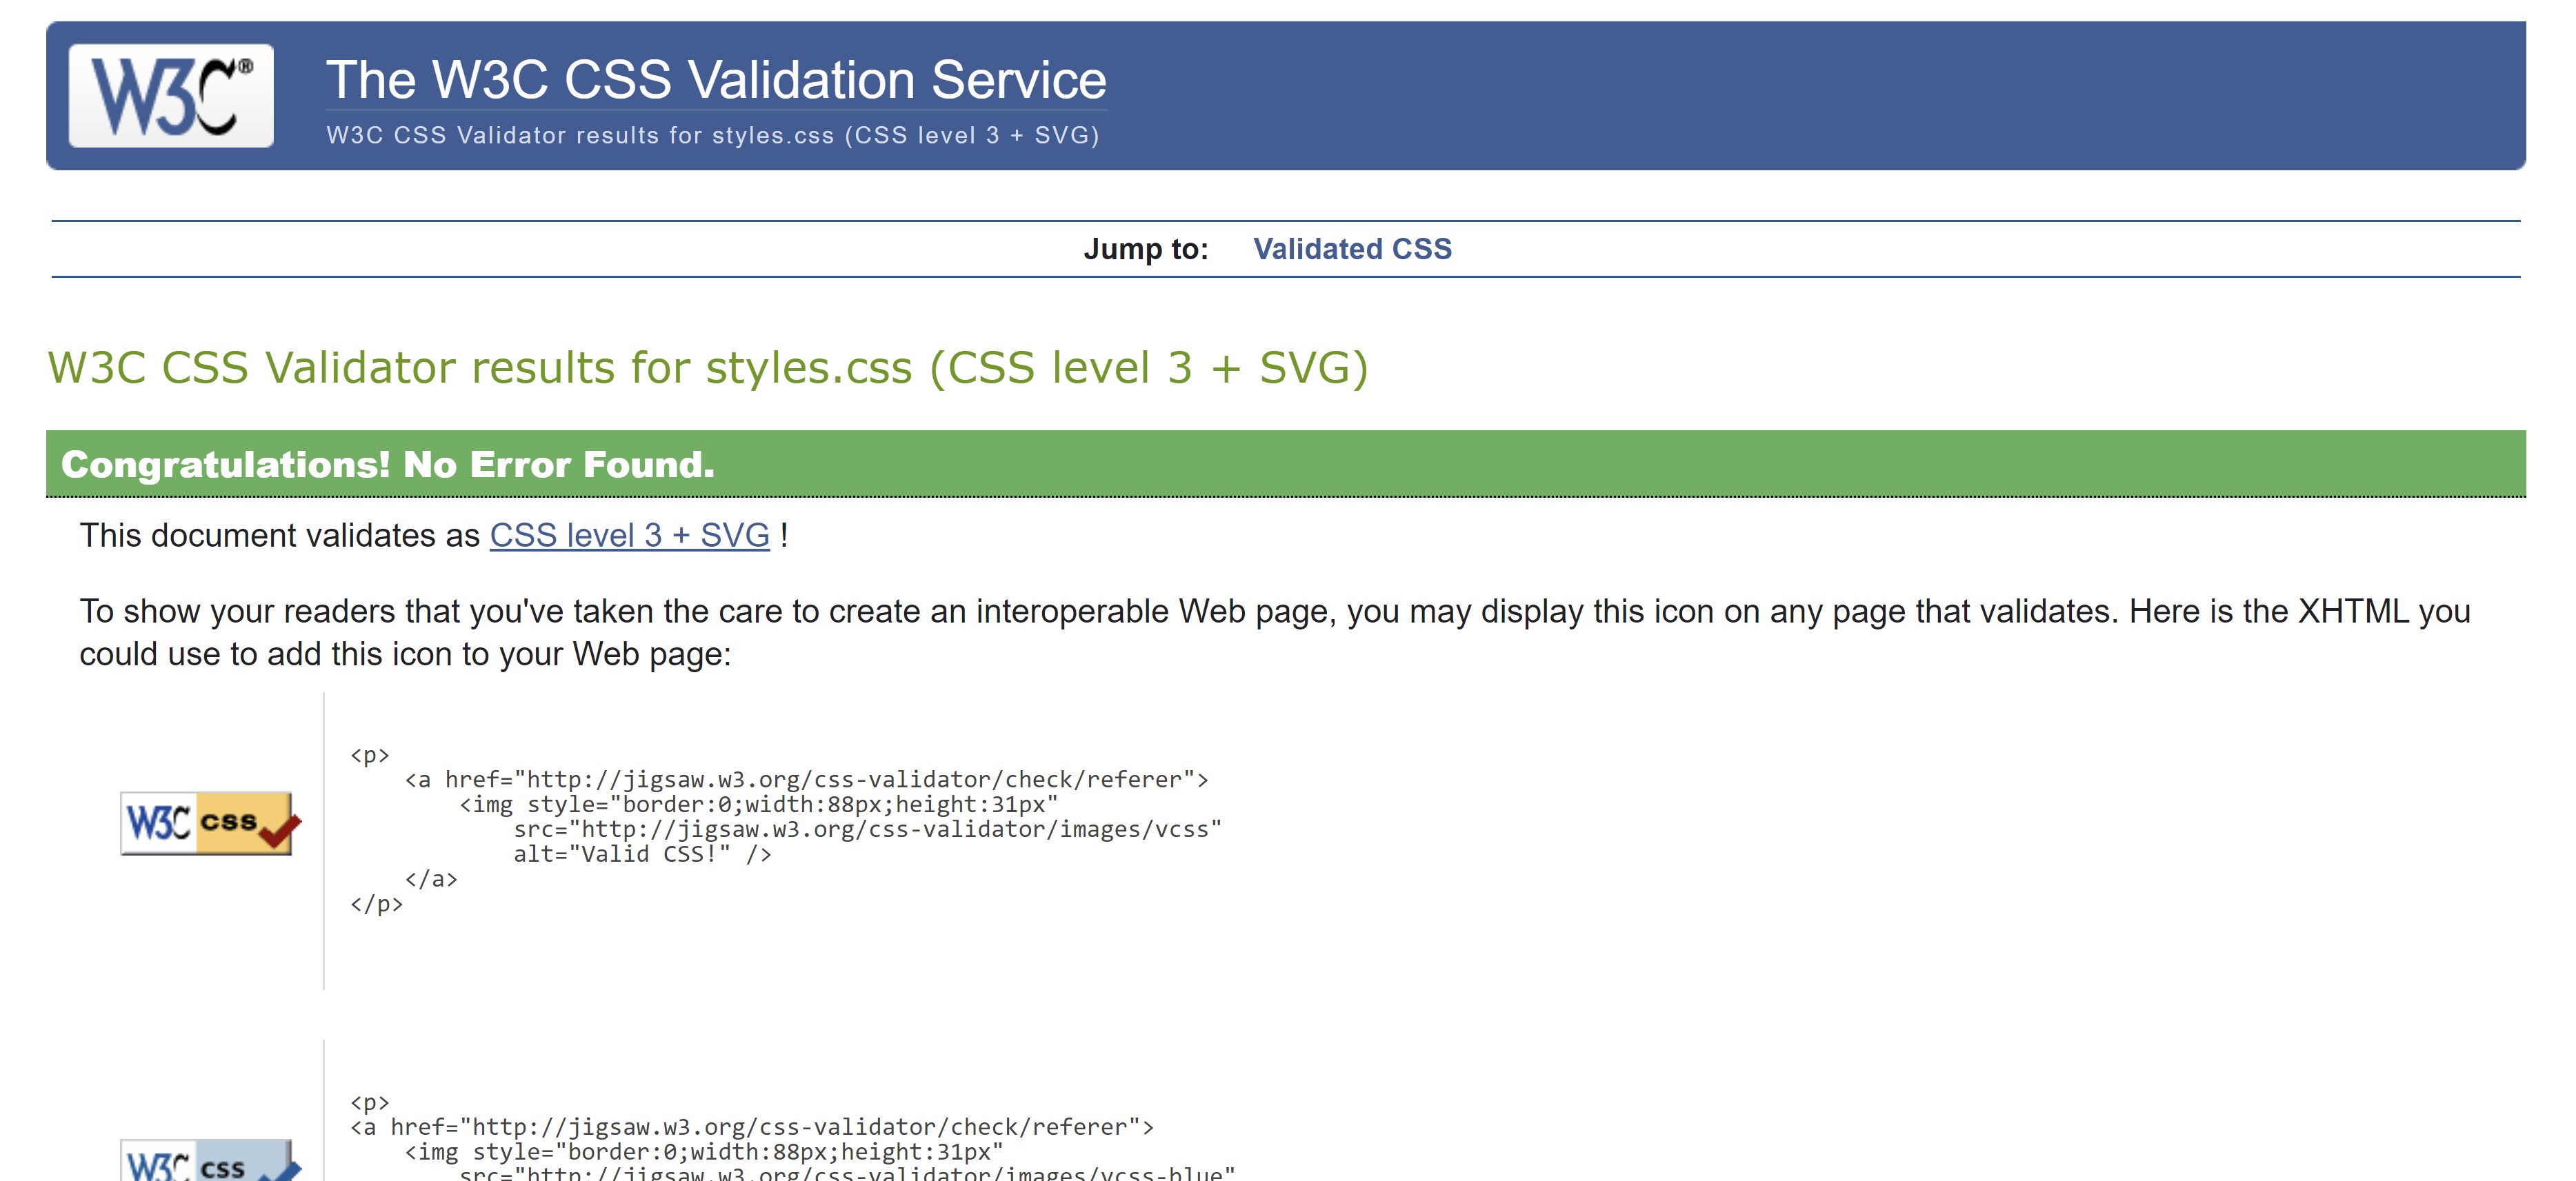 W3C®
The W3C CSS Validation Service
W3C CSS Validator results for styles.css (CSS level 3 + SVG)
Jump to: Validated CSS
W3C CSS Validator results for styles.css (CSS level 3 + SVG)
Congratulations! No Error Found.
This document validates as CSS level 3 + SVG !
To show your readers that you've taken the care to create an interoperable Web page, you may display this icon on any page that validates. Here is the XHTML you
could use to add this icon to your Web page:
W3C css
<p>
    <a href="http://jigsaw.w3.org/css-validator/check/referer">
        <img style="border:0;width:88px;height:31px"
            src="http://jigsaw.w3.org/css-validator/images/vcss"
            alt="Valid CSS!" />
    </a>
</p>
W3C css
<p>
<a href="http://jigsaw.w3.org/css-validator/check/referer">
    <img style="border:0;width:88px;height:31px"
        src="http://jigsaw.w3.org/css-validator/images/vcss-blue"